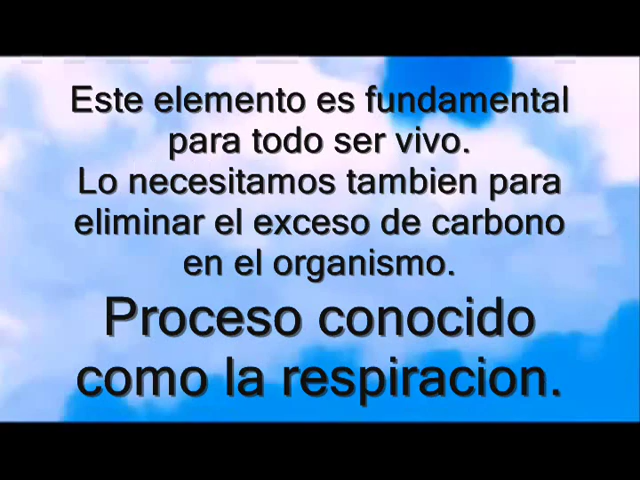 Este elemento es fundamental
para todo ser vivo.
Lo necesitamos tambien para
eliminar el exceso de carbono
en el organismo.
Proceso conocido
como la respiracion.